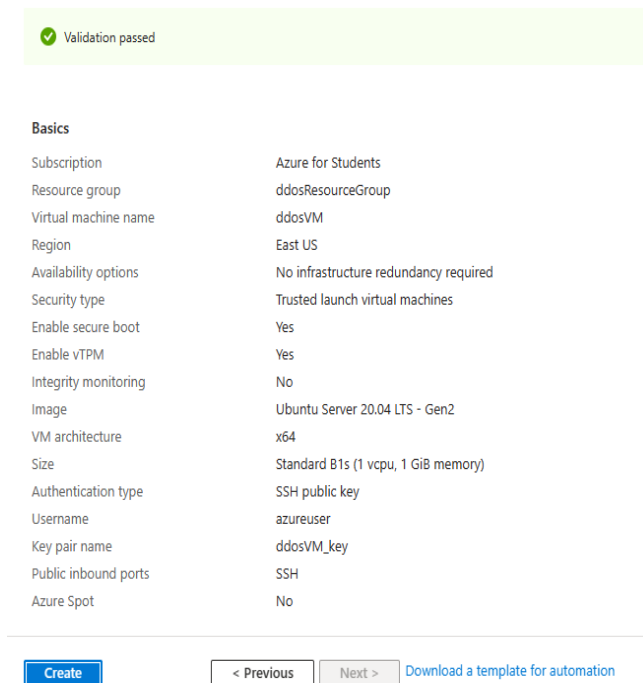 Validation passed
Basics
Subscription Azure for Students
Resource group ddosResourceGroup
Virtual machine name ddosVM
Region East US
Availability options No infrastructure redundancy required
Security type Trusted launch virtual machines
Enable secure boot Yes
Enable vTPM Yes
Integrity monitoring No
Image Ubuntu Server 20.04 LTS - Gen2
VM architecture x64
Size Standard B1s (1 vcpu, 1 GiB memory)
Authentication type SSH public key
Username azureuser
Key pair name ddosVM_key
Public inbound ports SSH
Azure Spot No
Create < Previous Next > Download a template for automation